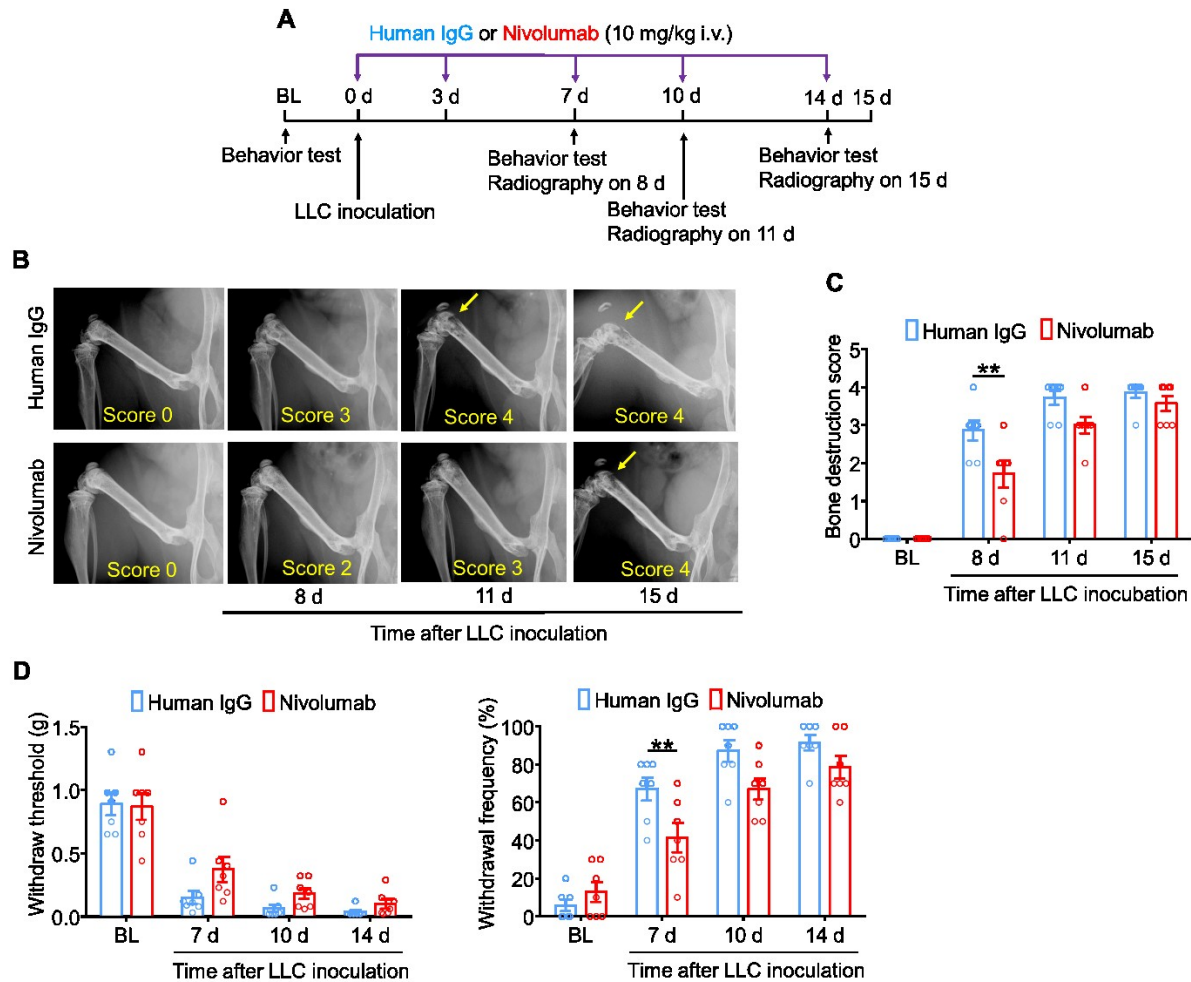 A
Human IgG or Nivolumab (10 mg/kg i.v.)
BL 0 d 3 d 7 d 10 d 14 d 15 d
Behavior test
LLC inoculation
Behavior test
Radiography on 8 d
Behavior test
Radiography on 11 d
Behavior test
Radiography on 15 d
B
Human IgG
Score 0 Score 3 Score 4 Score 4
Nivolumab
Score 0 Score 2 Score 3 Score 4
8 d 11 d 15 d
Time after LLC inoculation
C
Human IgG Nivolumab
Bone destruction score
5
4
3
2
1
0
**
BL 8 d 11 d 15 d
Time after LLC incubation
D
Human IgG Nivolumab
Withdraw threshold (g)
1.5
1.0
0.5
0.0
BL 7 d 10 d 14 d
Time after LLC inoculation
Human IgG Nivolumab
Withdrawal frequency (%)
100
80
60
40
20
0
**
BL 7 d 10 d 14 d
Time after LLC inoculation